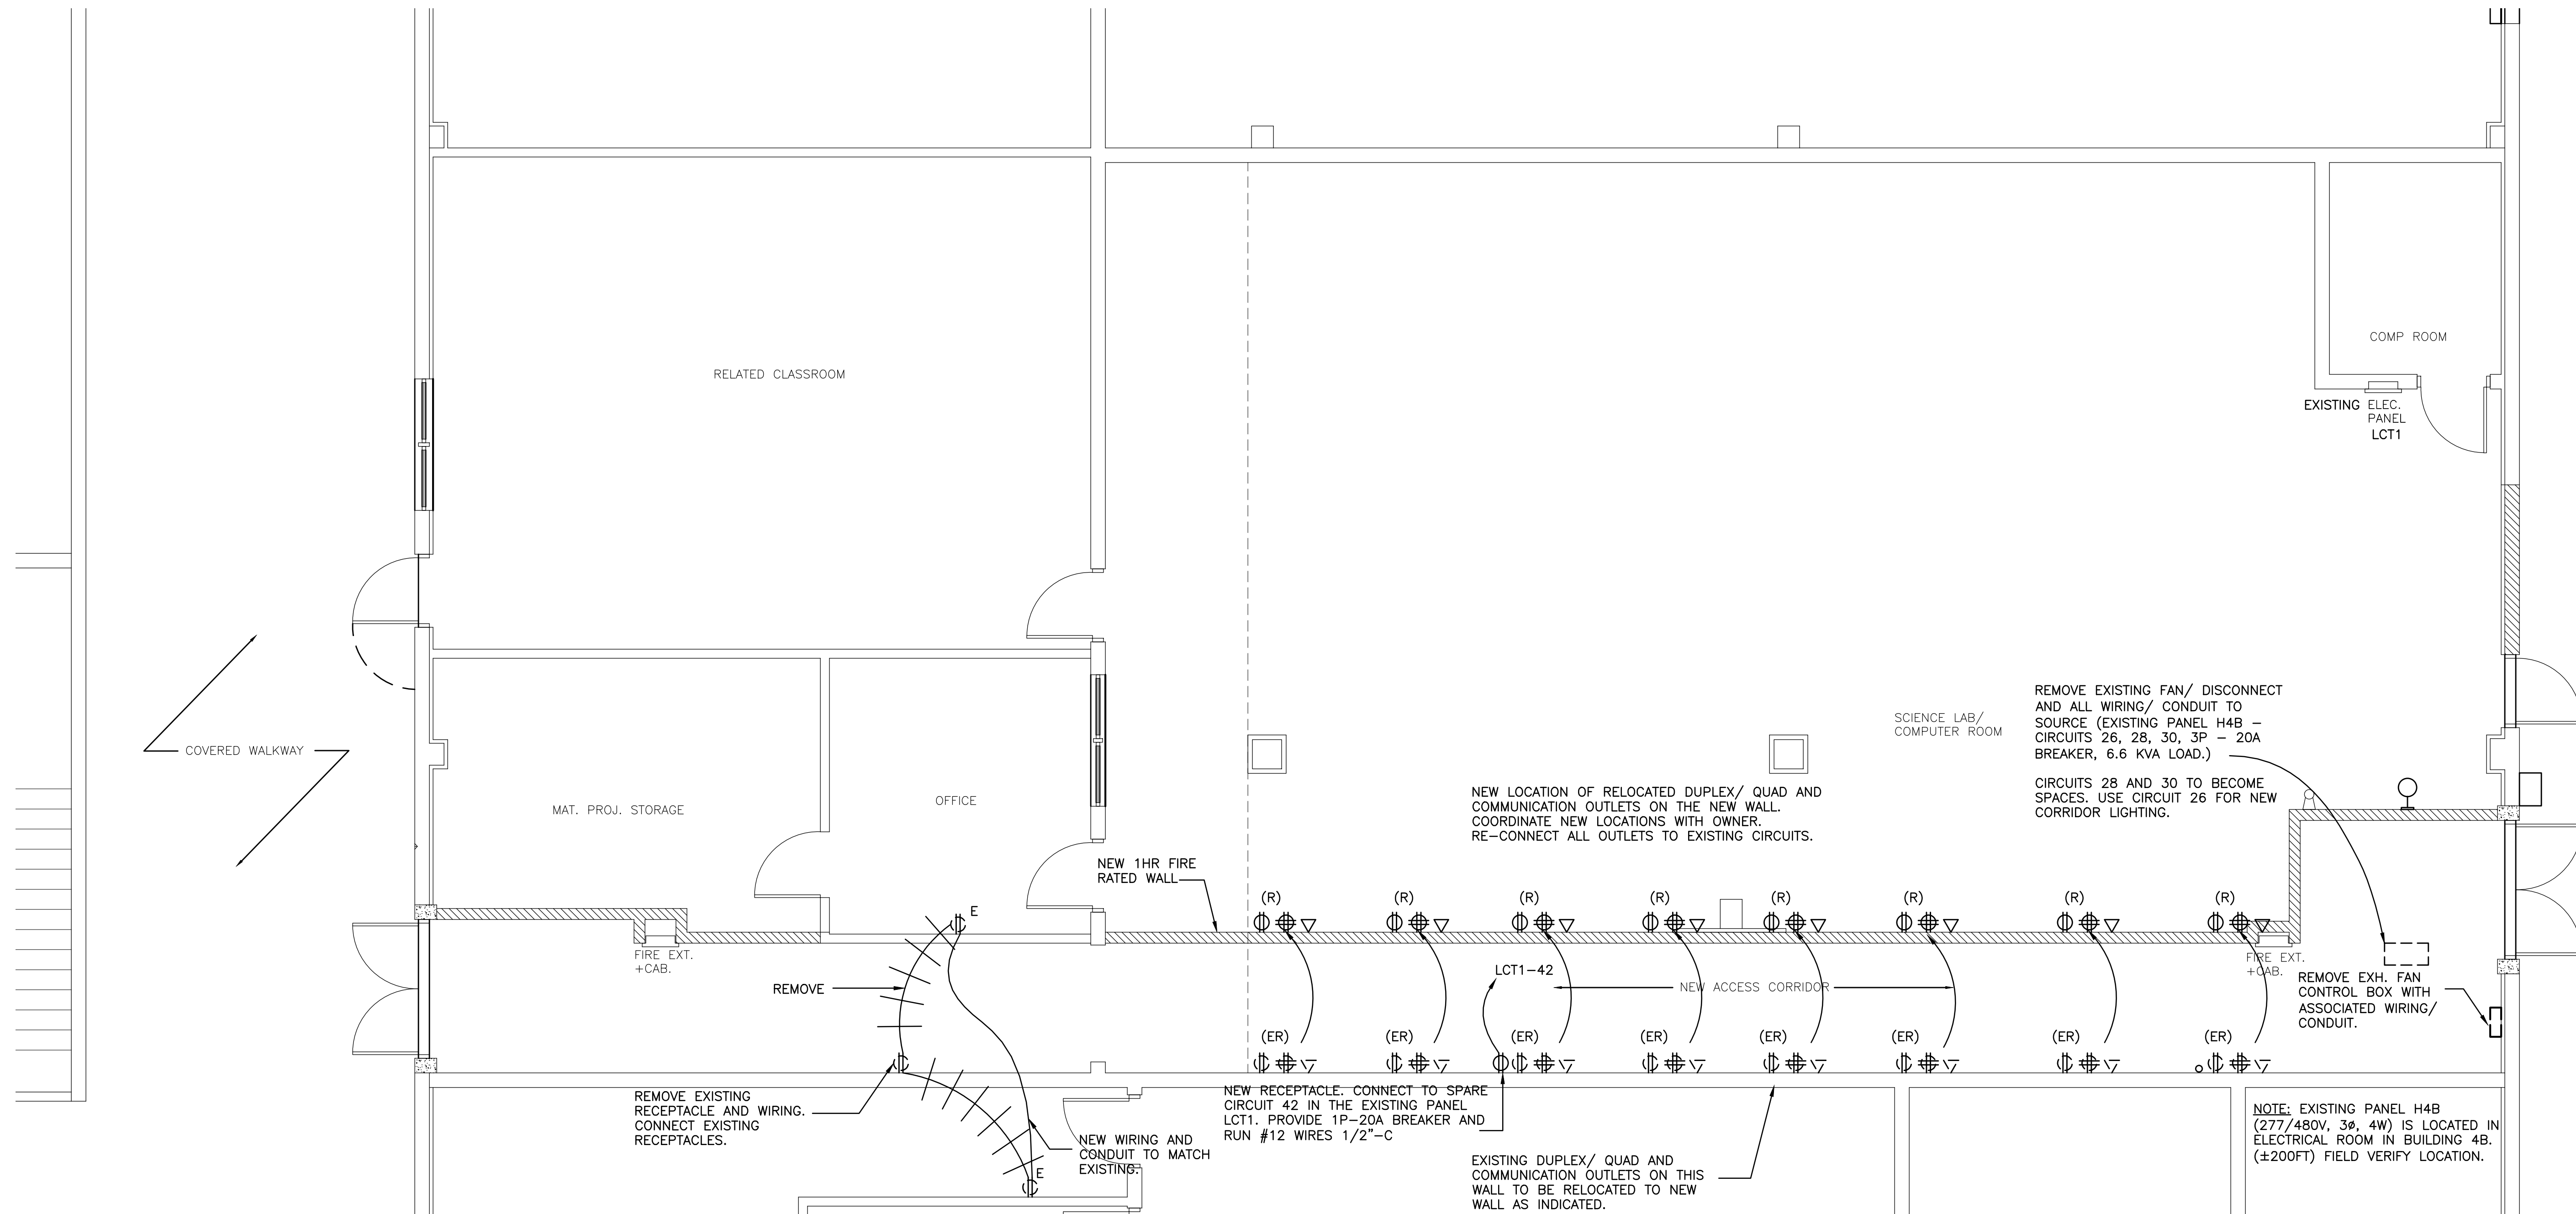 RELATED CLASSROOM
COMP ROOM
EXISTING ELEC.
PANEL
LCT1
COVERED WALKWAY
MAT. PROJ. STORAGE
OFFICE
SCIENCE LAB/
COMPUTER ROOM
REMOVE EXISTING FAN/ DISCONNECT
AND ALL WIRING/ CONDUIT TO
SOURCE (EXISTING PANEL H4B –
CIRCUITS 26, 28, 30, 3P – 20A
BREAKER, 6.6 KVA LOAD.)
CIRCUITS 28 AND 30 TO BECOME
SPACES. USE CIRCUIT 26 FOR NEW
CORRIDOR LIGHTING.
NEW LOCATION OF RELOCATED DUPLEX/ QUAD AND
COMMUNICATION OUTLETS ON THE NEW WALL.
COORDINATE NEW LOCATIONS WITH OWNER.
RE–CONNECT ALL OUTLETS TO EXISTING CIRCUITS.
NEW 1HR FIRE
RATED WALL
(R) (R) (R) (R) (R) (R) (R) (R)
E
FIRE EXT.
+CAB.
REMOVE
LCT1–42
NEW ACCESS CORRIDOR
FIRE EXT.
+CAB.
REMOVE EXH. FAN
CONTROL BOX WITH
ASSOCIATED WIRING/
CONDUIT.
(ER) (ER) (ER) (ER) (ER) (ER) (ER) (ER)
REMOVE EXISTING
RECEPTACLE AND WIRING.
CONNECT EXISTING
RECEPTACLES.
NEW WIRING AND
CONDUIT TO MATCH
EXISTING.
E
NEW RECEPTACLE. CONNECT TO SPARE
CIRCUIT 42 IN THE EXISTING PANEL
LCT1. PROVIDE 1P–20A BREAKER AND
RUN #12 WIRES 1/2"–C
EXISTING DUPLEX/ QUAD AND
COMMUNICATION OUTLETS ON THIS
WALL TO BE RELOCATED TO NEW
WALL AS INDICATED.
NOTE: EXISTING PANEL H4B
(277/480V, 3ø, 4W) IS LOCATED IN
ELECTRICAL ROOM IN BUILDING 4B.
(±200FT) FIELD VERIFY LOCATION.